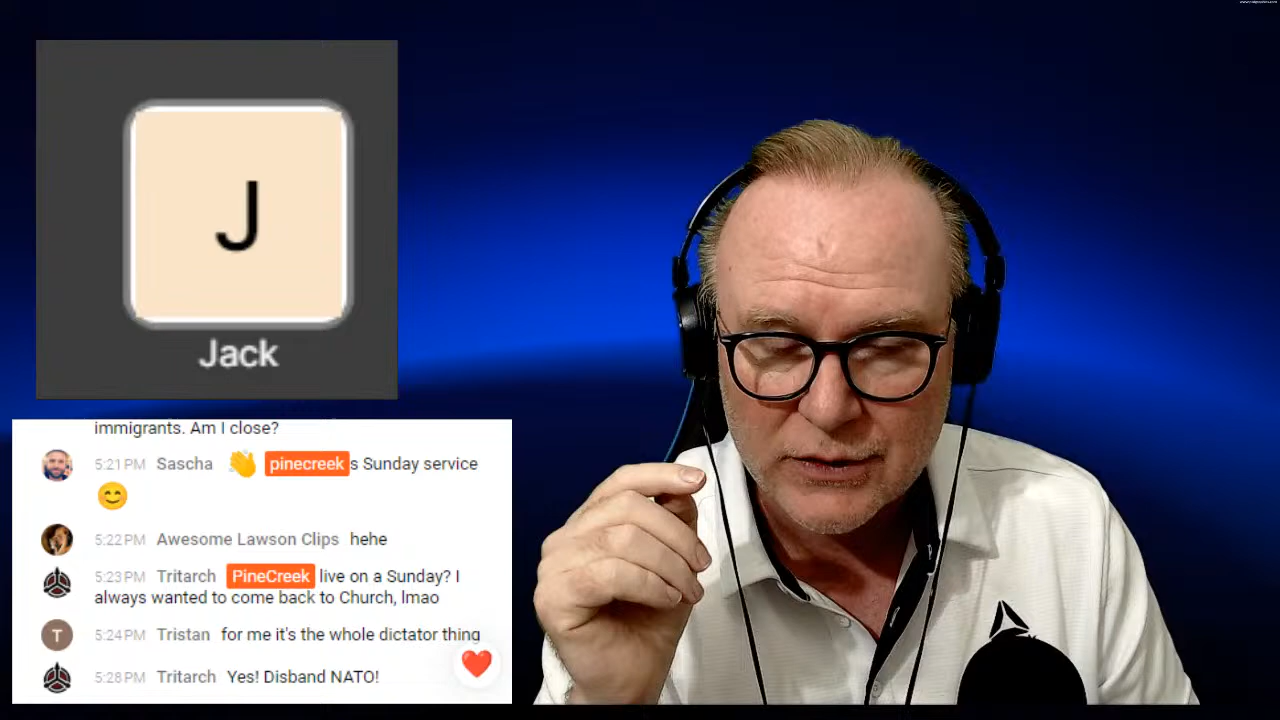 J
Jack
immigrants. Am I close?
5:21 PM Sascha 👋 pinecreek s Sunday service
😊
5:22 PM Awesome Lawson Clips hehe
5:23 PM Tritarch PineCreek live on a Sunday? I
always wanted to come back to Church, lmao
T 5:24 PM Tristan for me it's the whole dictator thing
5:28 PM Tritarch Yes! Disband NATO!